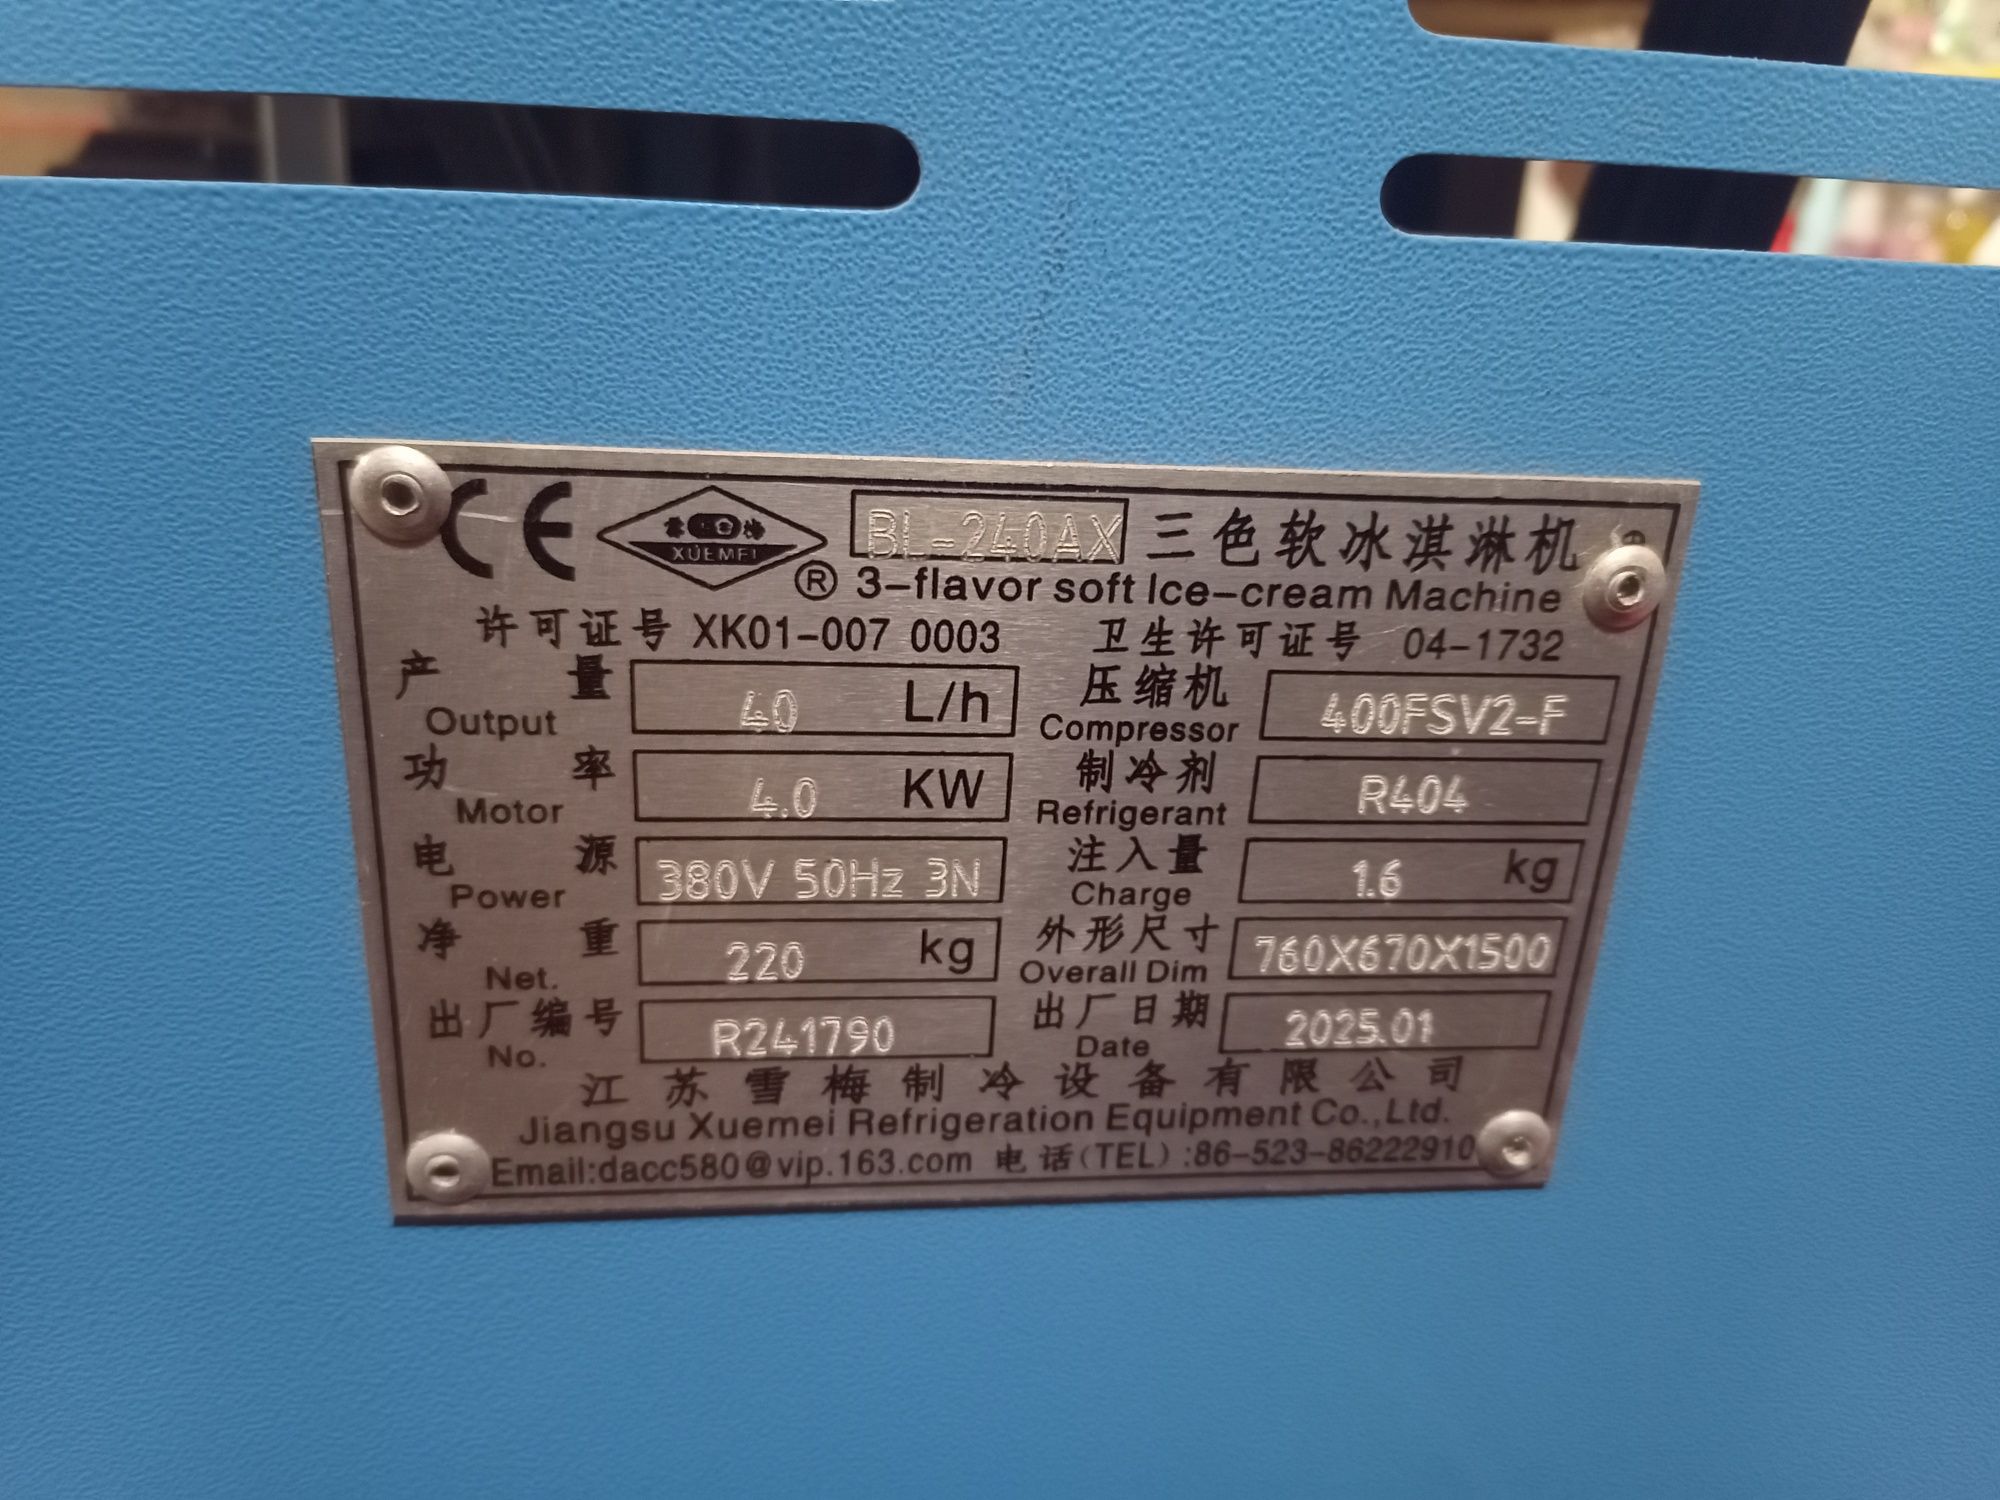 CE XUEMEI ® BL-240AX 三色软冰淇淋机
3-flavor soft Ice-cream Machine
许可证号 XK01-007 0003 卫生许可证号 04-1732
产量 Output 40 L/h 压缩机 Compressor 400FSV2-F
功率 Motor 4.0 KW 制冷剂 Refrigerant R404
电源 Power 380V 50Hz 3N 注入量 Charge 1.6 kg
净重 Net. 220 kg 外形尺寸 Overall Dim 760X670X1500
出厂编号 No. R241790 出厂日期 Date 2025.01
江苏雪梅制冷设备有限公司
Jiangsu Xuemei Refrigeration Equipment Co.,Ltd.
Email:dacc580@vip.163.com 电话(TEL):86-523-86222910